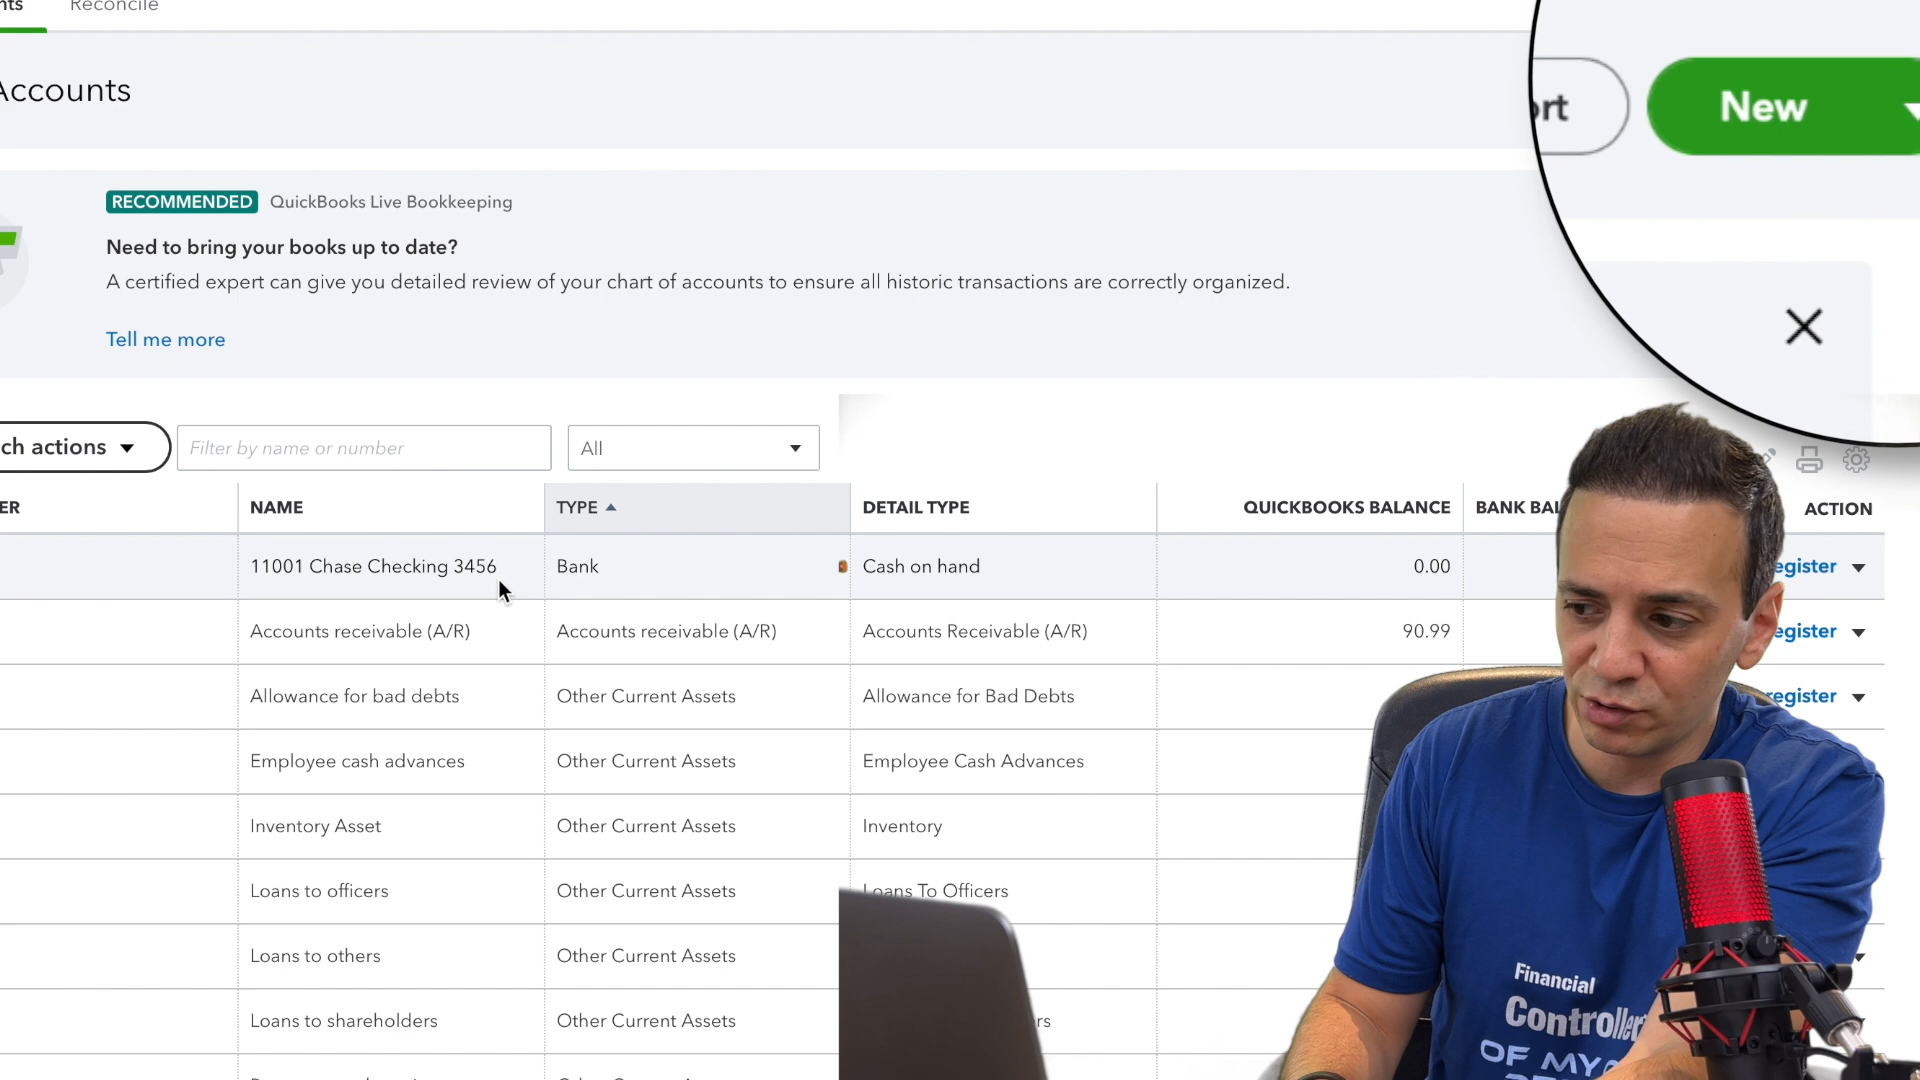 nts Reconcile
Accounts
ort New
RECOMMENDED QuickBooks Live Bookkeeping
Need to bring your books up to date?
A certified expert can give you detailed review of your chart of accounts to ensure all historic transactions are correctly organized.
Tell me more
ch actions Filter by name or number All
ER NAME TYPE DETAIL TYPE QUICKBOOKS BALANCE BANK BAL ACTION
11001 Chase Checking 3456 Bank Cash on hand 0.00 egister
Accounts receivable (A/R) Accounts receivable (A/R) Accounts Receivable (A/R) 90.99 egister
Allowance for bad debts Other Current Assets Allowance for Bad Debts register
Employee cash advances Other Current Assets Employee Cash Advances
Inventory Asset Other Current Assets Inventory
Loans to officers Other Current Assets Loans To Officers
Loans to others Other Current Assets
Loans to shareholders Other Current Assets rs
Financial
Controller
OF MY